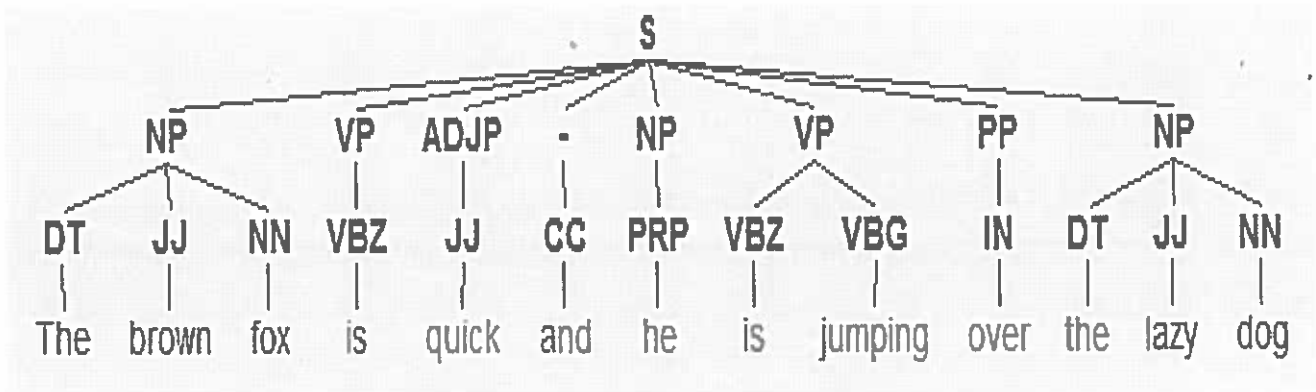 S
NP VP ADJP - NP VP PP NP
DT JJ NN VBZ JJ CC PRP VBZ VBG IN DT JJ NN
The brown fox is quick and he is jumping over the lazy dog